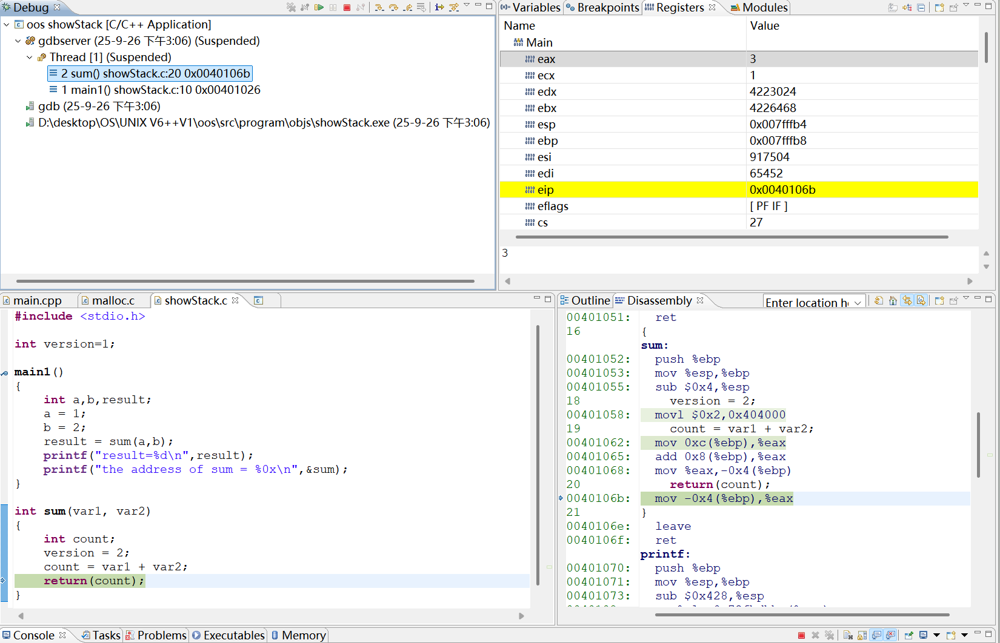 Debug
oos showStack [C/C++ Application]
gdbserver (25-9-26 下午3:06) (Suspended)
Thread [1] (Suspended)
2 sum() showStack.c:20 0x0040106b
1 main1() showStack.c:10 0x00401026
gdb (25-9-26 下午3:06)
D:\desktop\OS\UNIX V6++V1\oos\src\program\objs\showStack.exe (25-9-26 下午3:06)
Variables Breakpoints Registers Modules
Name Value
Main
eax 3
ecx 1
edx 4223024
ebx 4226468
esp 0x007fffb4
ebp 0x007fffb8
esi 917504
edi 65452
eip 0x0040106b
eflags [ PF IF ]
cs 27
3
main.cpp malloc.c showStack.c
#include <stdio.h>
int version=1;
main1()
{
int a,b,result;
a = 1;
b = 2;
result = sum(a,b);
printf("result=%d\n",result);
printf("the address of sum = %0x\n",&sum);
}
int sum(var1, var2)
{
int count;
version = 2;
count = var1 + var2;
return(count);
}
Outline Disassembly Enter location h
00401051: ret
16 {
sum:
00401052: push %ebp
00401053: mov %esp,%ebp
00401055: sub $0x4,%esp
18 version = 2;
00401058: movl $0x2,0x404000
19 count = var1 + var2;
00401062: mov 0xc(%ebp),%eax
00401065: add 0x8(%ebp),%eax
00401068: mov %eax,-0x4(%ebp)
20 return(count);
0040106b: mov -0x4(%ebp),%eax
21 }
0040106e: leave
0040106f: ret
printf:
00401070: push %ebp
00401071: mov %esp,%ebp
00401073: sub $0x428,%esp
Console Tasks Problems Executables Memory